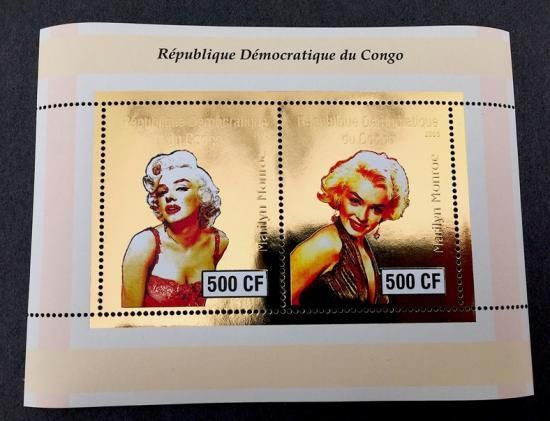 République Démocratique du Congo
République Démocratique
du Congo
Marilyn Monroe
500 CF
République Démocratique
du Congo
2005
Marilyn Monroe
500 CF